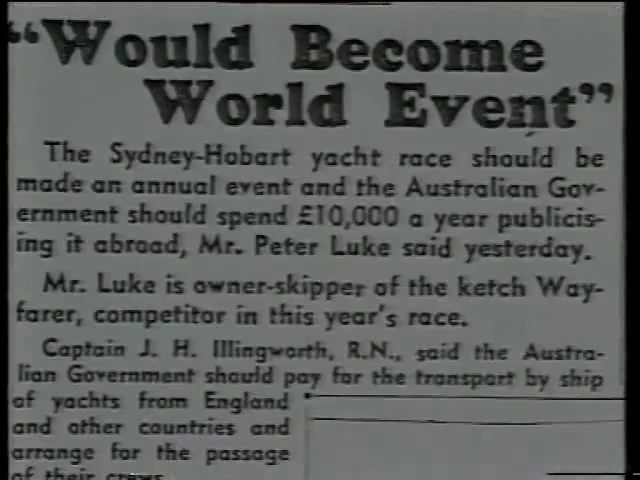 “Would Become
World Event”
The Sydney-Hobart yacht race should be
made an annual event and the Australian Gov-
ernment should spend £10,000 a year publicis-
ing it abroad, Mr. Peter Luke said yesterday.
Mr. Luke is owner-skipper of the ketch Way-
farer, competitor in this year's race.
Captain J. H. Illingworth, R.N., said the Austra-
lian Government should pay for the transport by ship
of yachts from England
and other countries and
arrange for the passage
of their crews